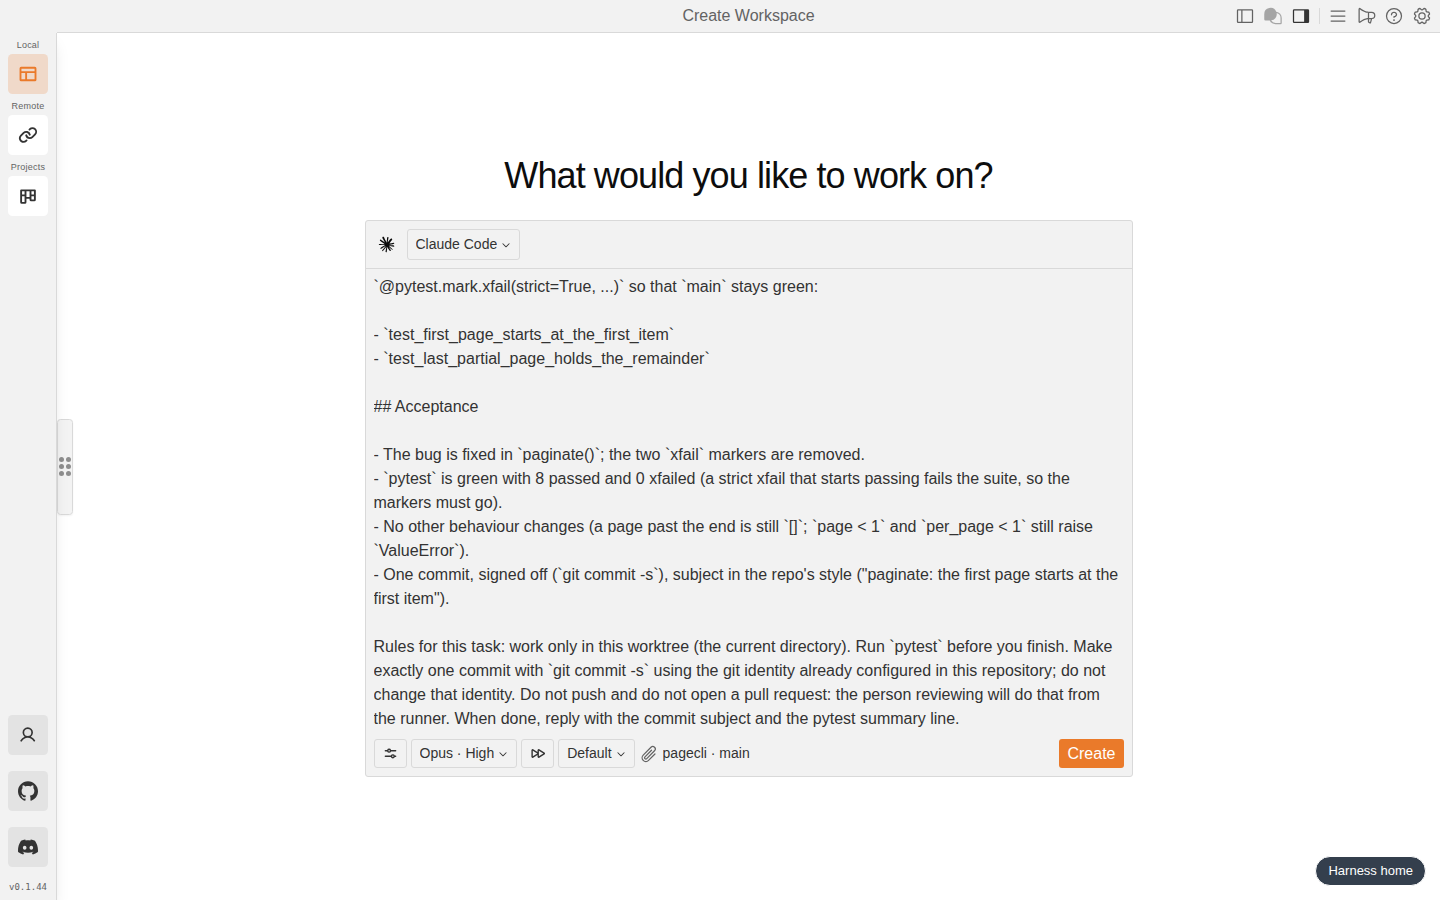 Create Workspace
Local
Remote
Projects
What would you like to work on?
Claude Code
`@pytest.mark.xfail(strict=True, ...)` so that `main` stays green:
- `test_first_page_starts_at_the_first_item`
- `test_last_partial_page_holds_the_remainder`
## Acceptance
- The bug is fixed in `paginate()`; the two `xfail` markers are removed.
- `pytest` is green with 8 passed and 0 xfailed (a strict xfail that starts passing fails the suite, so the
markers must go).
- No other behaviour changes (a page past the end is still `[]`; `page < 1` and `per_page < 1` still raise
`ValueError`).
- One commit, signed off (`git commit -s`), subject in the repo's style ("paginate: the first page starts at the
first item").
Rules for this task: work only in this worktree (the current directory). Run `pytest` before you finish. Make
exactly one commit with `git commit -s` using the git identity already configured in this repository; do not
change that identity. Do not push and do not open a pull request: the person reviewing will do that from
the runner. When done, reply with the commit subject and the pytest summary line.
Opus · High
Default
pagecli · main
Create
v0.1.44
Harness home